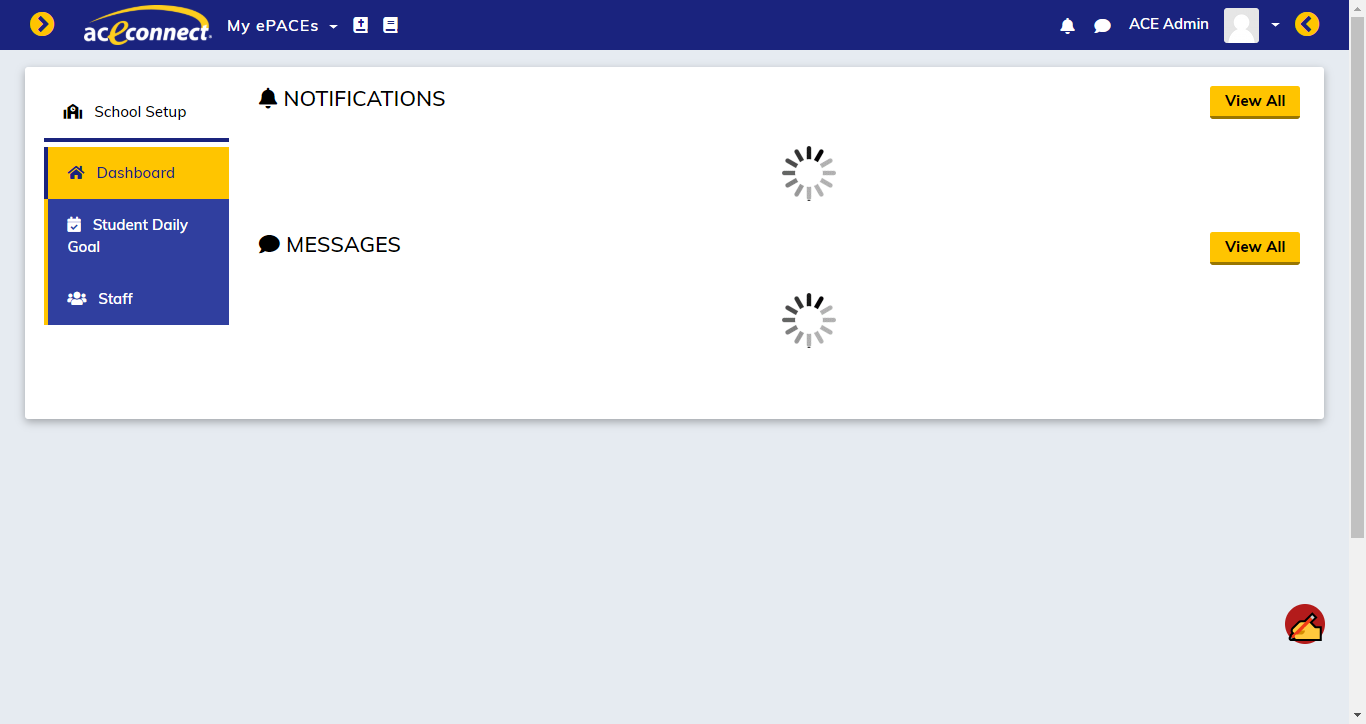 aceconnect
My ePACEs
ACE Admin
School Setup
Dashboard
Student Daily
Goal
Staff
NOTIFICATIONS
View All
MESSAGES
View All